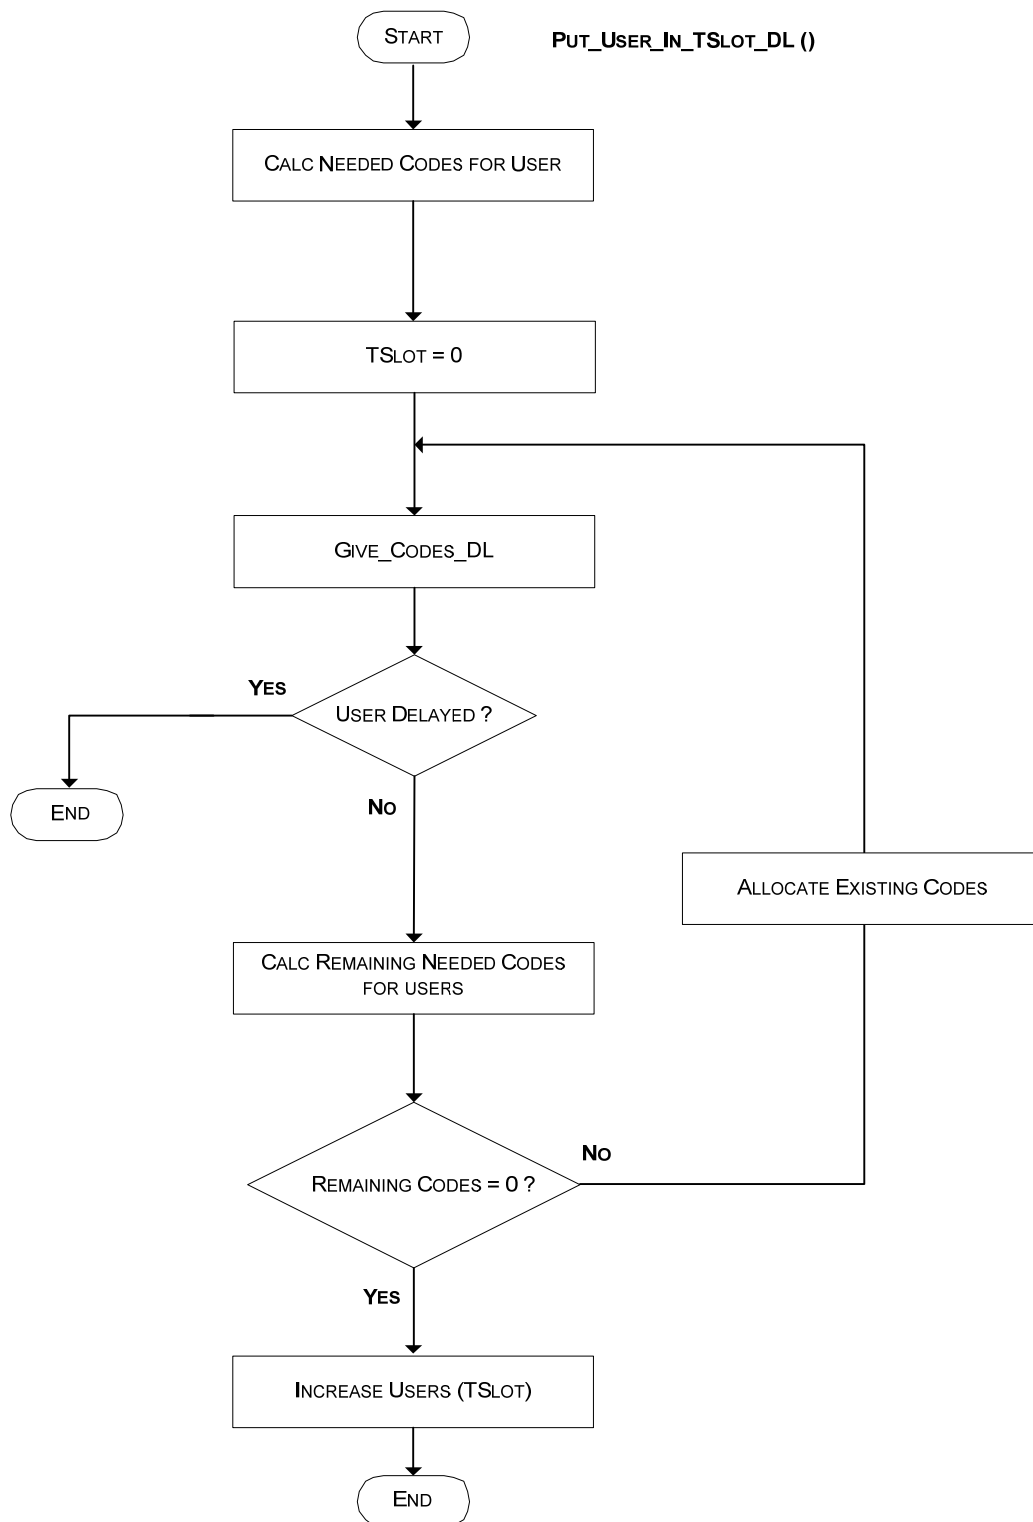 START
PUT_USER_IN_TSLOT_DL ()
CALC NEEDED CODES FOR USER
TSLOT = 0
GIVE_CODES_DL
YES
USER DELAYED ?
END
NO
ALLOCATE EXISTING CODES
CALC REMAINING NEEDED CODES
FOR USERS
NO
REMAINING CODES = 0 ?
YES
INCREASE USERS (TSLOT)
END